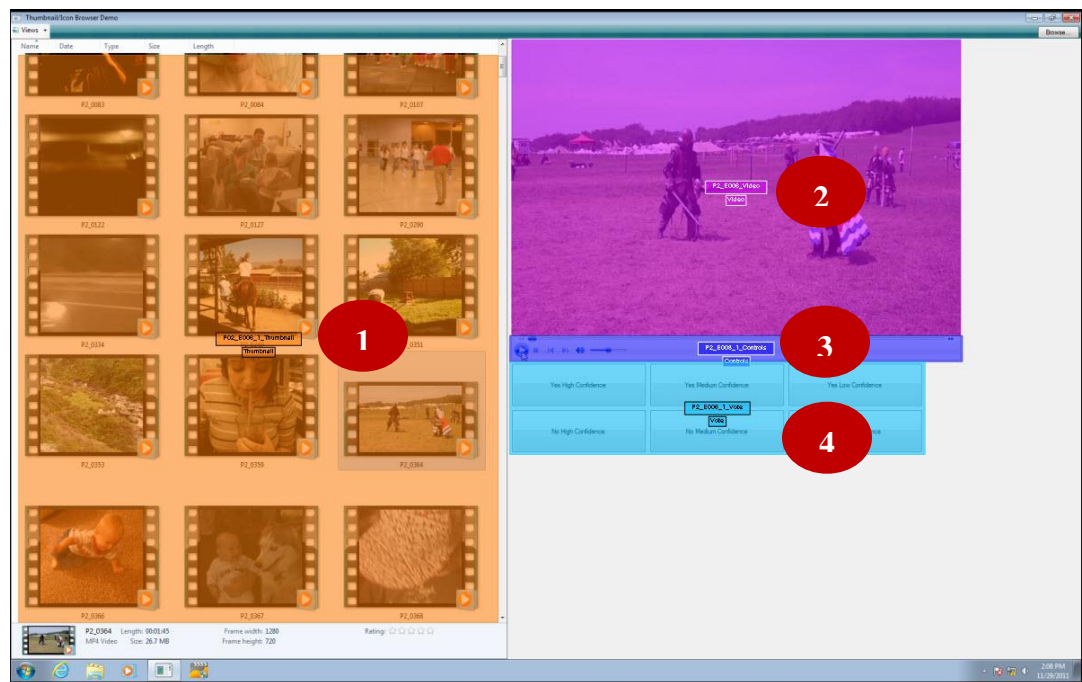 Thumbnail/Icon Browser Demo
Views
Browse...
Name Date Type Size Length
P2_0083 P2_0084 P2_0107
P2_0122 P2_0127 P2_0290
P2_0334 P2_0351
P02_E006_1_Thumbnail
Thumbnail
1
P2_0353 P2_0359 P2_0364
P2_0366 P2_0367 P2_0368
P2_0364 Length: 00:01:45 Frame width: 1280 Rating:
MP4 Video Size: 26.7 MB Frame height: 720
P2_E006_Video
Video
2
P2_E006_1_Controls
Controls
3
Yes High Confidence Yes Medium Confidence Yes Low Confidence
P2_E006_1_Vote
Vote
No High Confidence No Medium Confidence
4
2:06 PM
11/29/2011